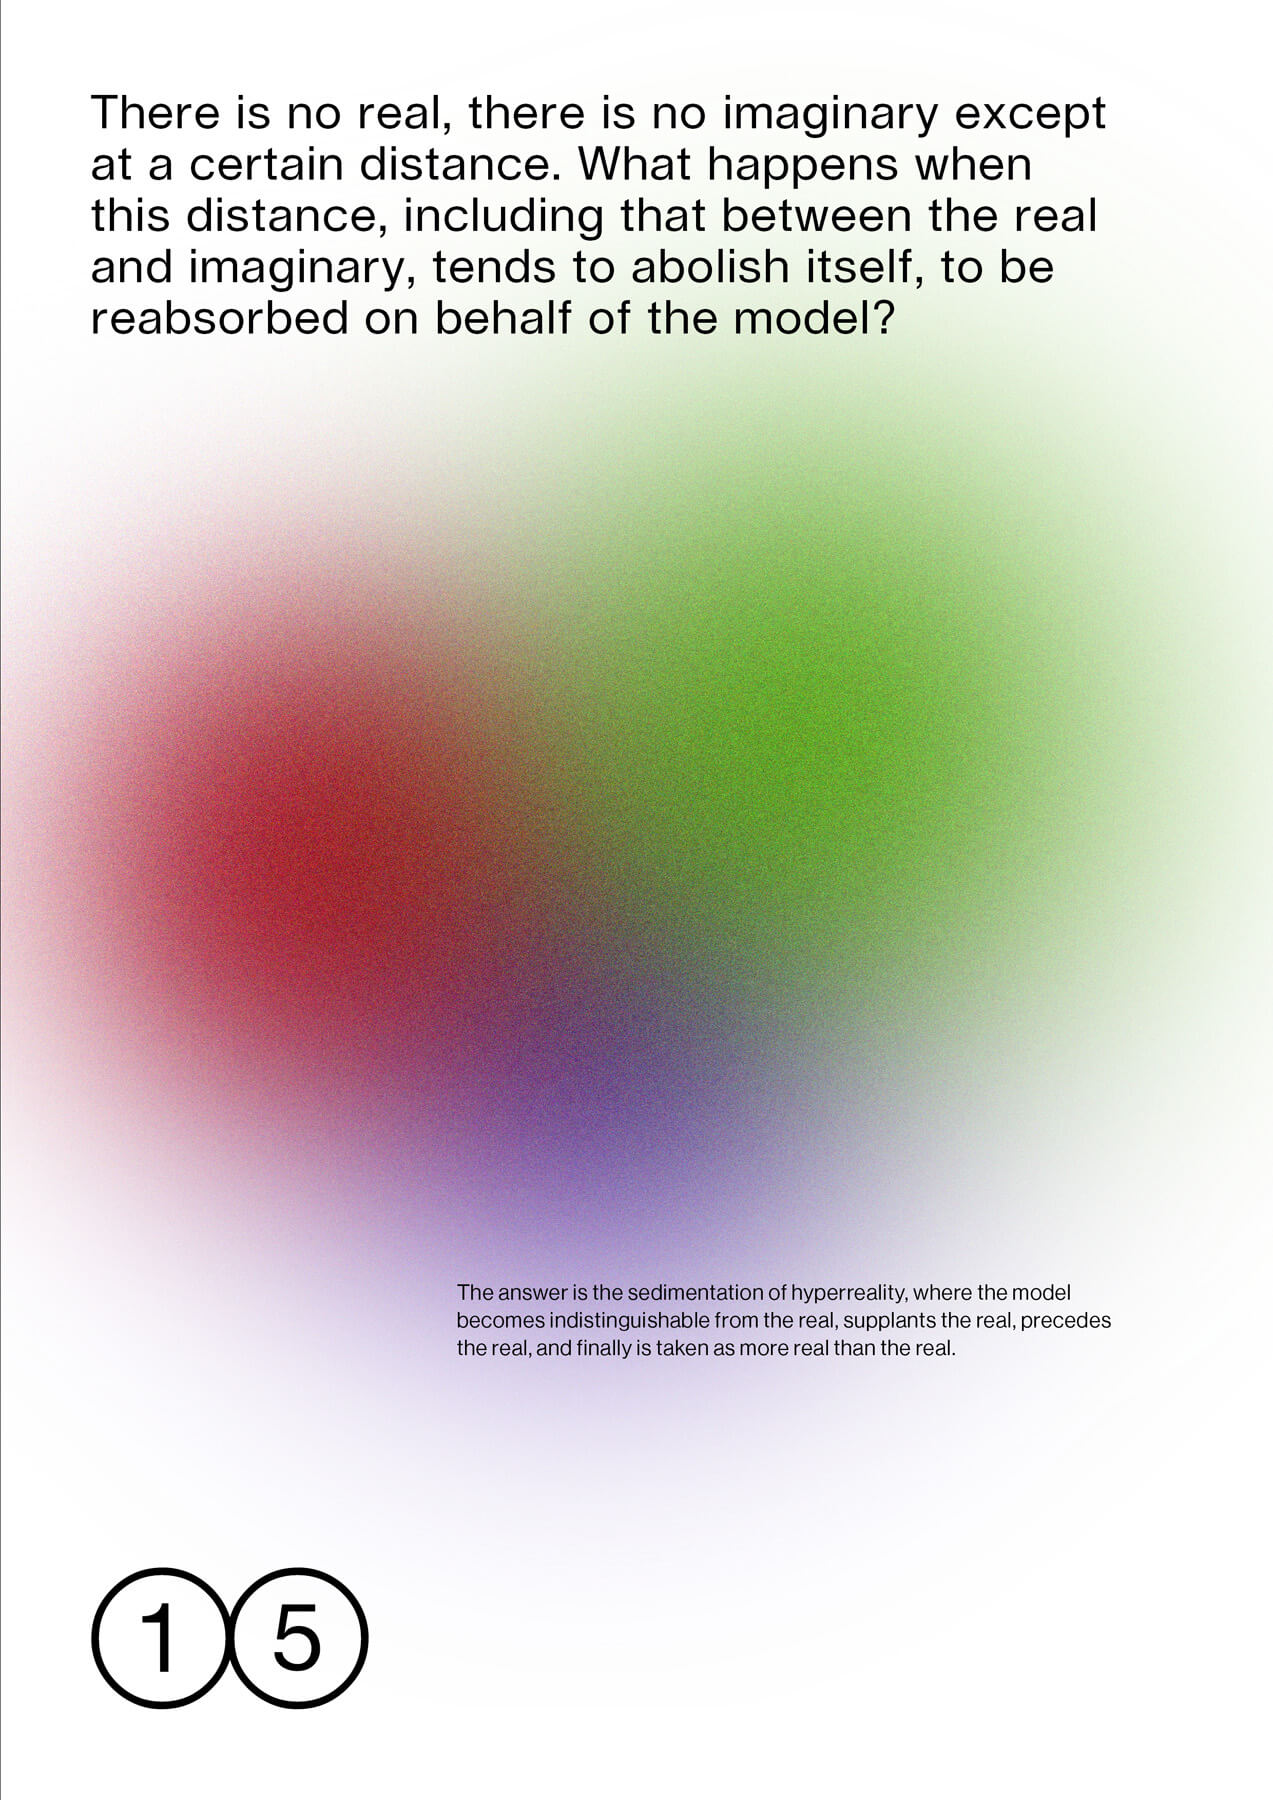 There is no real, there is no imaginary except
at a certain distance. What happens when
this distance, including that between the real
and imaginary, tends to abolish itself, to be
reabsorbed on behalf of the model?
The answer is the sedimentation of hyperreality, where the model
becomes indistinguishable from the real, supplants the real, precedes
the real, and finally is taken as more real than the real.
1 5